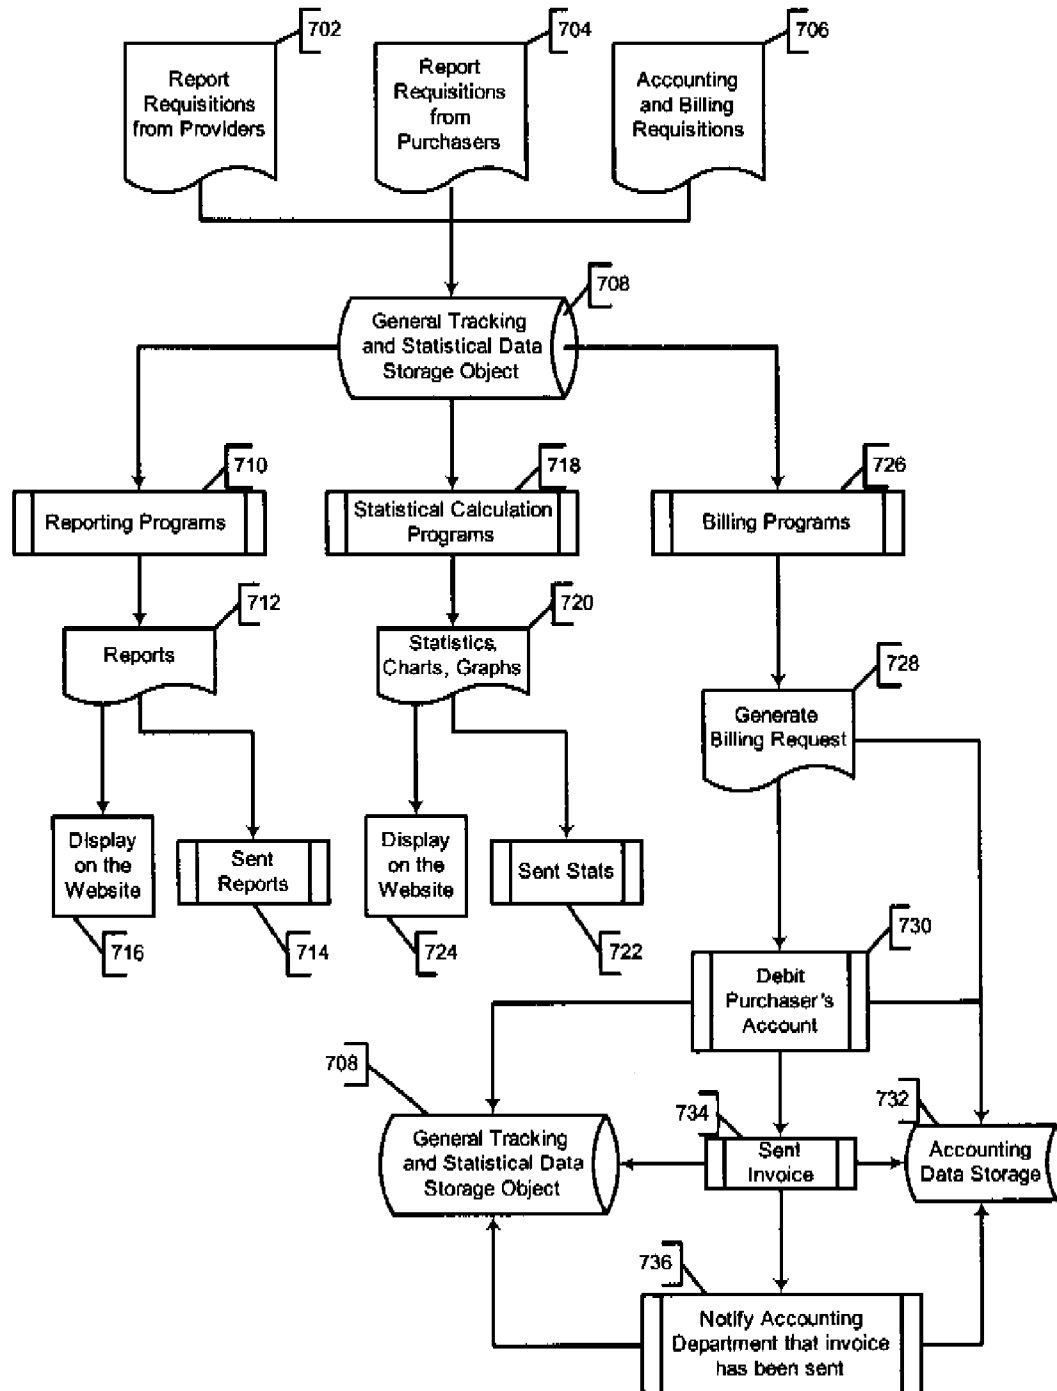 702
704
706
Report
Requisitions
from Providers
Report
Requisitions
from
Purchasers
Accounting
and Billing
Requisitions
708
General Tracking
and Statistical Data
Storage Object
710
718
726
Reporting Programs
Statistical Calculation
Programs
Billing Programs
712
720
Reports
Statistics,
Charts, Graphs
728
Generate
Billing Request
Display
on the
Website
Sent
Reports
Display
on the
Website
Sent Stats
716
714
724
722
730
Debit
Purchaser's
Account
708
734
732
General Tracking
and Statistical Data
Storage Object
Sent
Invoice
Accounting
Data Storage
736
Notify Accounting
Department that invoice
has been sent